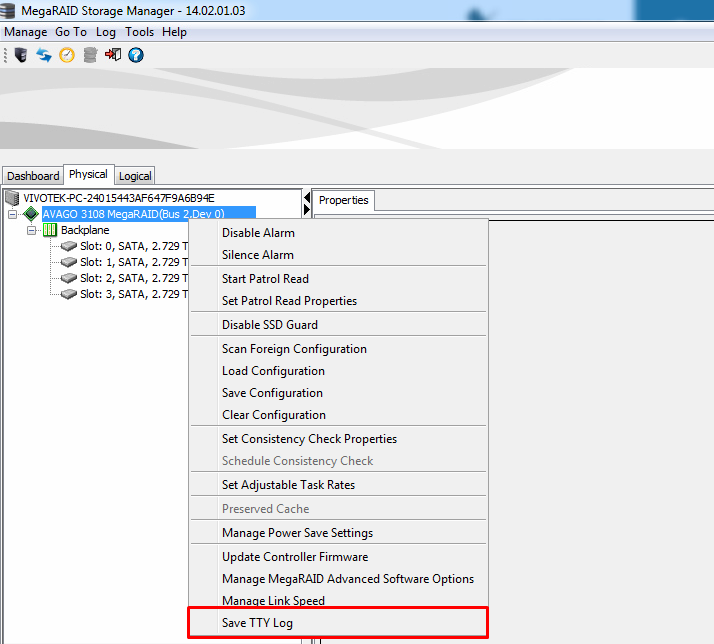 MegaRAID Storage Manager - 14.02.01.03
Manage Go To Log Tools Help
Dashboard Physical Logical
VIVOTEK-PC-24015443AF647F9A6B94E
AVAGO 3108 MegaRAID(Bus 2,Dev 0)
Backplane
Slot: 0, SATA, 2.729 T
Slot: 1, SATA, 2.729 T
Slot: 2, SATA, 2.729 T
Slot: 3, SATA, 2.729 T
Properties
Disable Alarm
Silence Alarm
Start Patrol Read
Set Patrol Read Properties
Disable SSD Guard
Scan Foreign Configuration
Load Configuration
Save Configuration
Clear Configuration
Set Consistency Check Properties
Schedule Consistency Check
Set Adjustable Task Rates
Preserved Cache
Manage Power Save Settings
Update Controller Firmware
Manage MegaRAID Advanced Software Options
Manage Link Speed
Save TTY Log